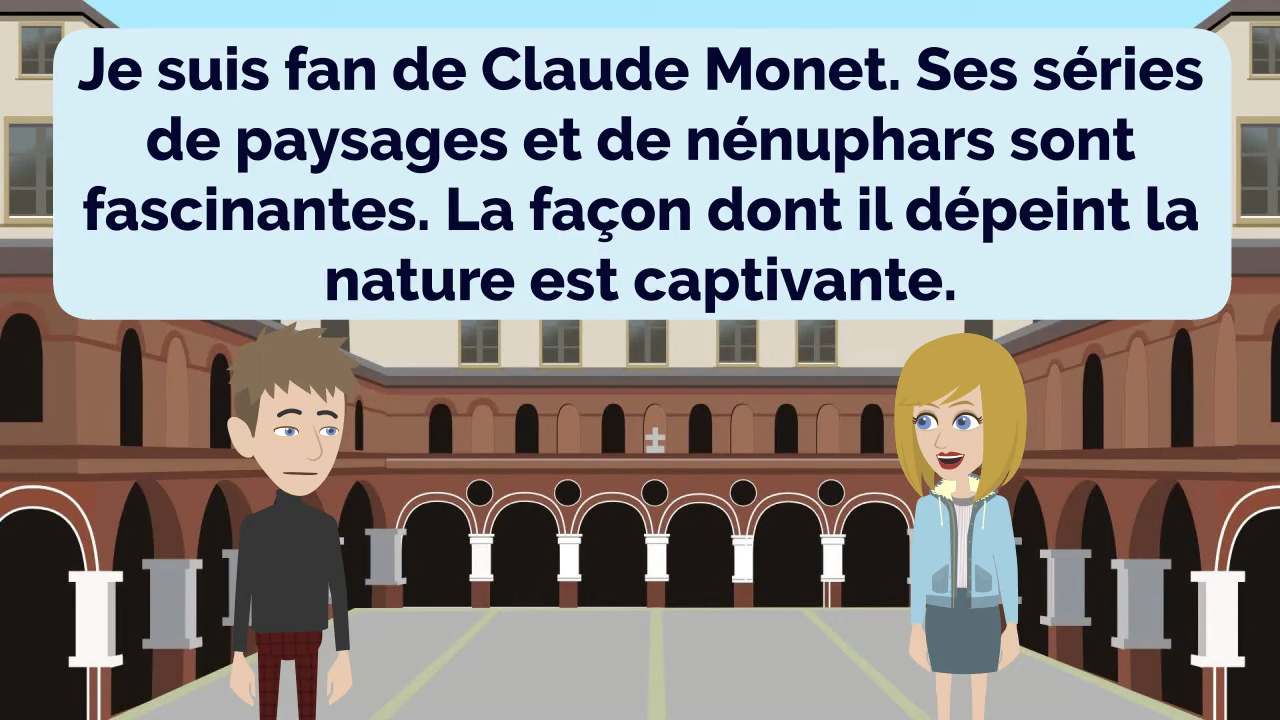 Je suis fan de Claude Monet. Ses séries
de paysages et de nénuphars sont
fascinantes. La façon dont il dépeint la
nature est captivante.